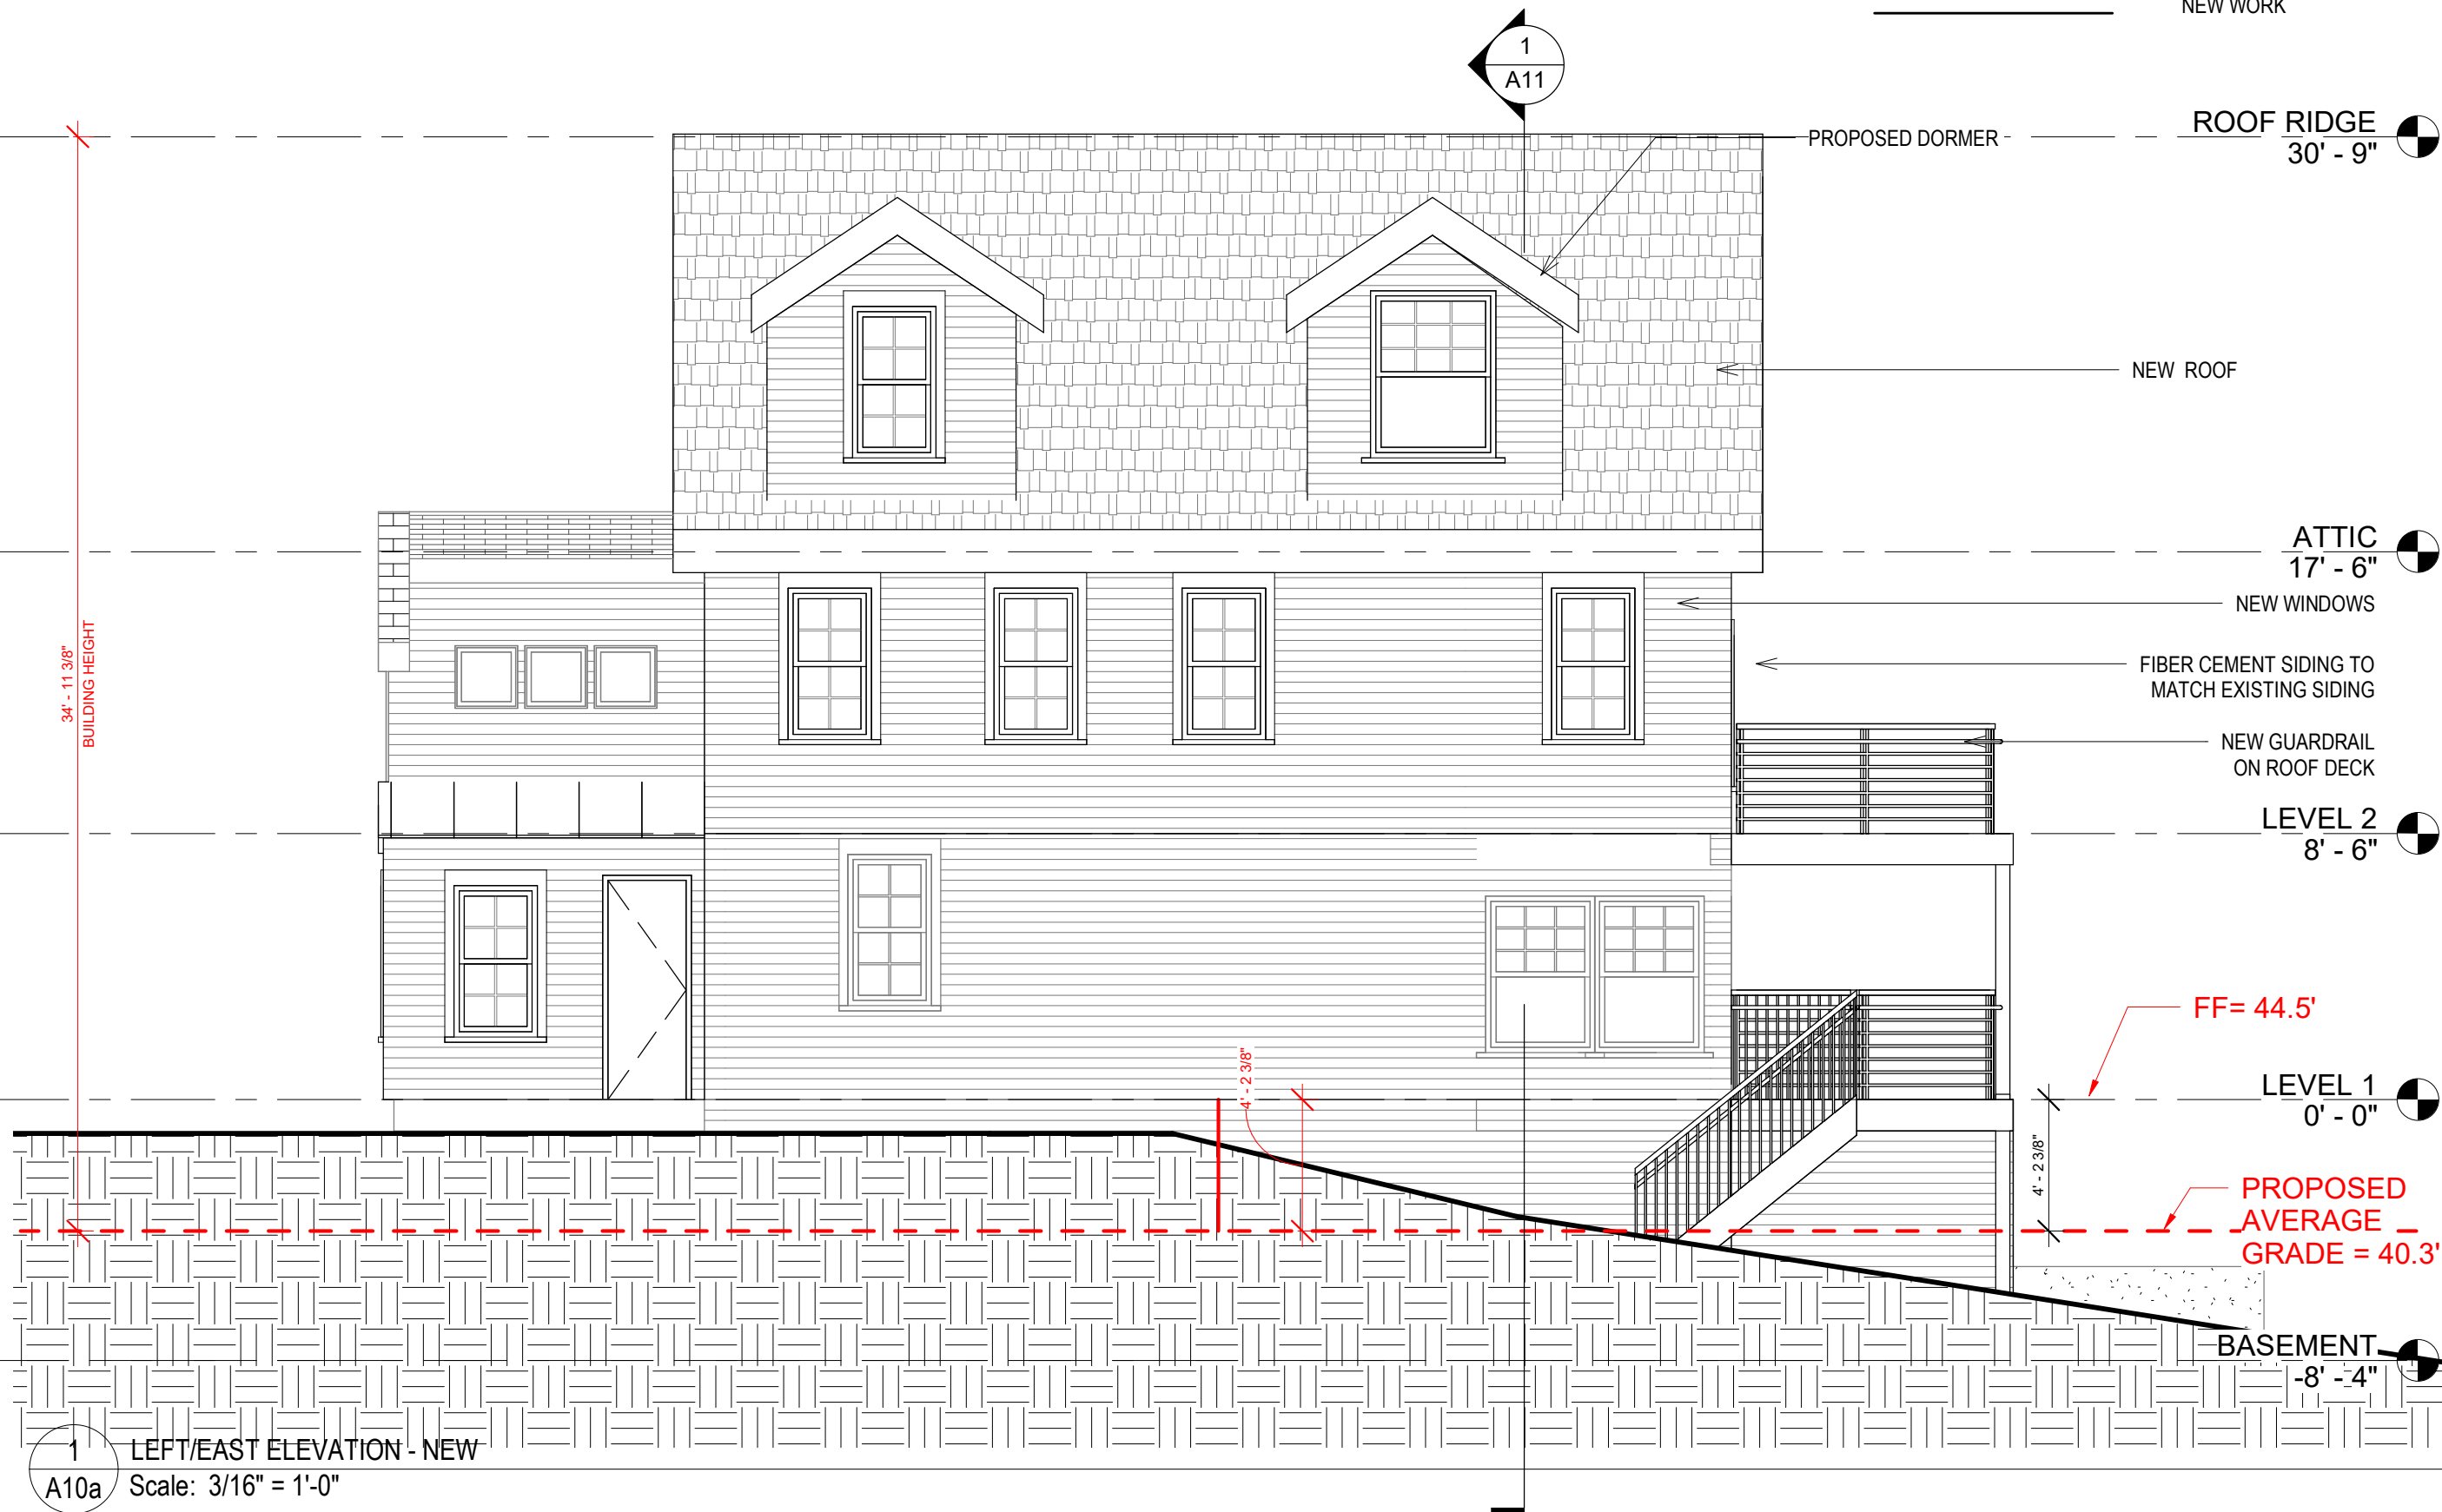 NEW WORK
1
A11
ROOF RIDGE
30' - 9"
PROPOSED DORMER
NEW ROOF
ATTIC
17' - 6"
NEW WINDOWS
FIBER CEMENT SIDING TO
MATCH EXISTING SIDING
34' - 11 3/8"
BUILDING HEIGHT
NEW GUARDRAIL
ON ROOF DECK
LEVEL 2
8' - 6"
FF= 44.5'
4' - 2 3/8"
LEVEL 1
0' - 0"
4' - 2 3/8"
PROPOSED
AVERAGE
GRADE = 40.3'
BASEMENT
-8' - 4"
1
A10a
LEFT/EAST ELEVATION - NEW
Scale: 3/16" = 1'-0"